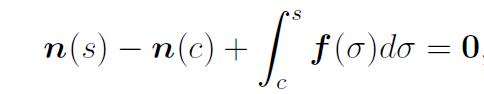 n(s) − n(c) + ∫_c^s f(σ)dσ = 0,